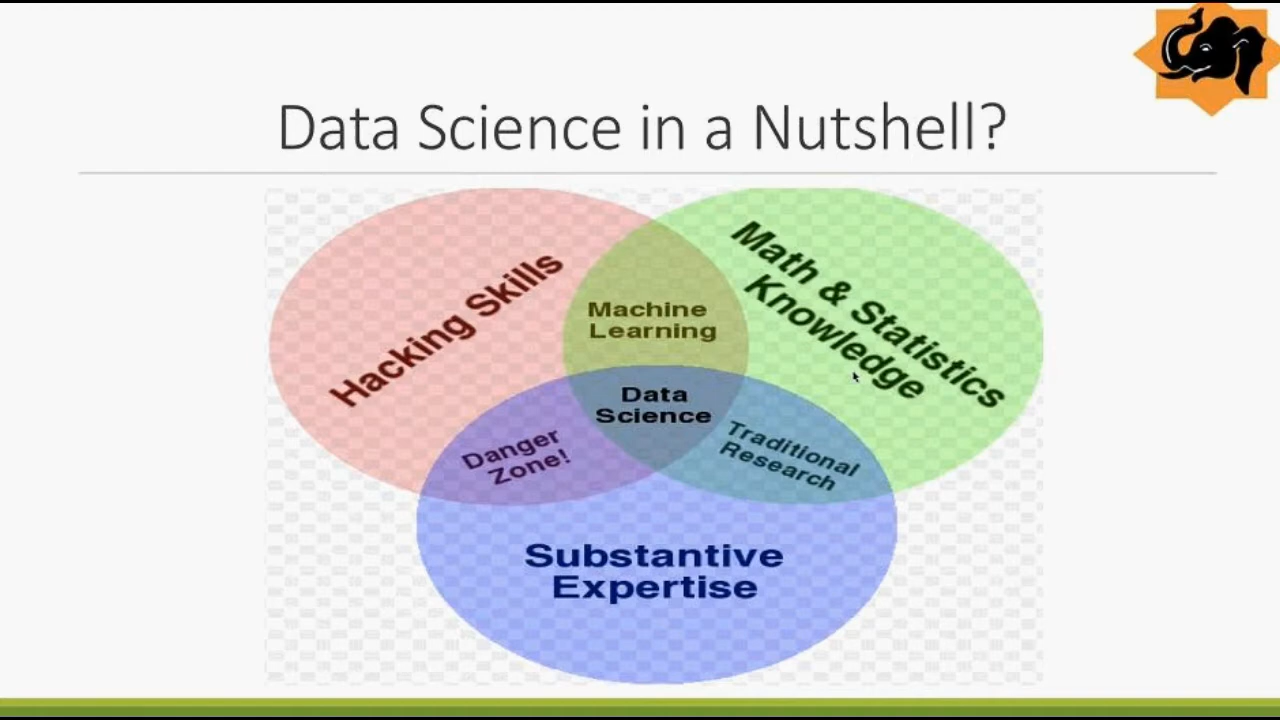 Data Science in a Nutshell?
Hacking Skills
Math & Statistics
Knowledge
Machine
Learning
Data
Science
Danger
Zone!
Traditional
Research
Substantive
Expertise